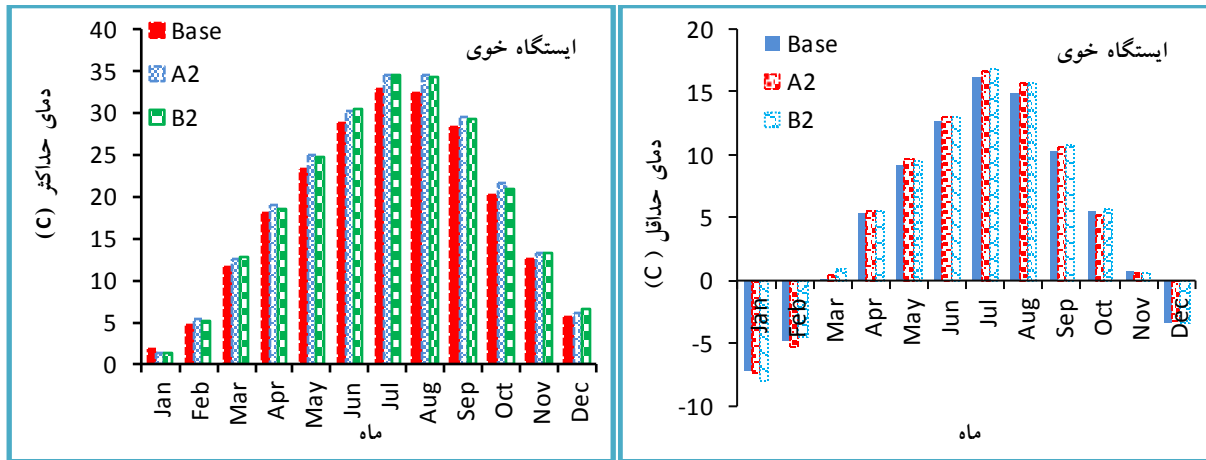 ایستگاه خوی
Base
A2
B2
دمای حداکثر (C)
40
35
30
25
20
15
10
5
0
Jan
Feb
Mar
Apr
May
Jun
Jul
Aug
Sep
Oct
Nov
Dec
ماه
ایستگاه خوی
Base
A2
B2
دمای حداقل (C)
20
15
10
5
0
-5
-10
Jan
Feb
Mar
Apr
May
Jun
Jul
Aug
Sep
Oct
Nov
Dec
ماه